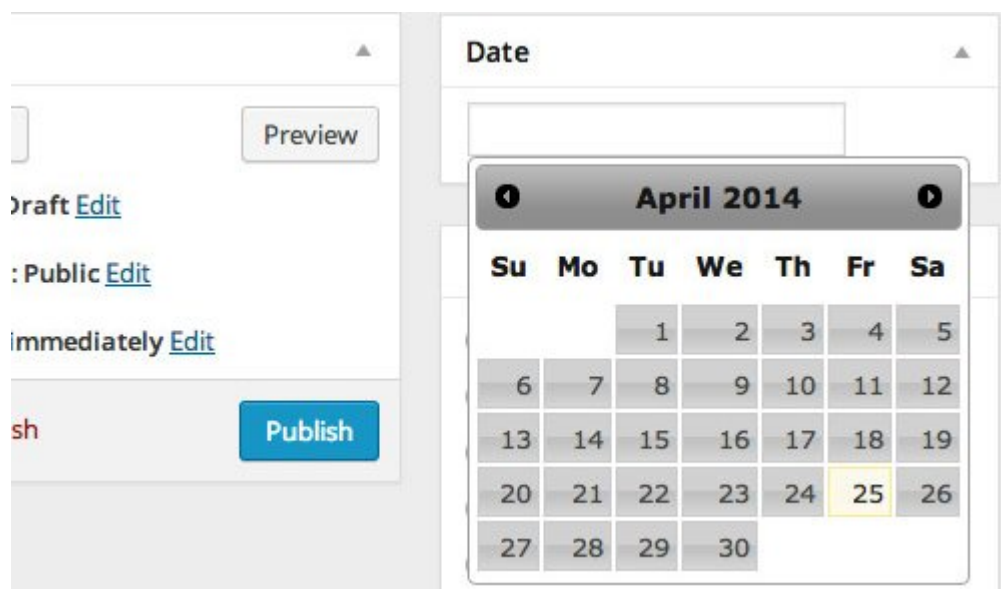 Preview
Draft Edit
: Public Edit
immediately Edit
sh
Publish
Date
April 2014
Su Mo Tu We Th Fr Sa
1 2 3 4 5
6 7 8 9 10 11 12
13 14 15 16 17 18 19
20 21 22 23 24 25 26
27 28 29 30